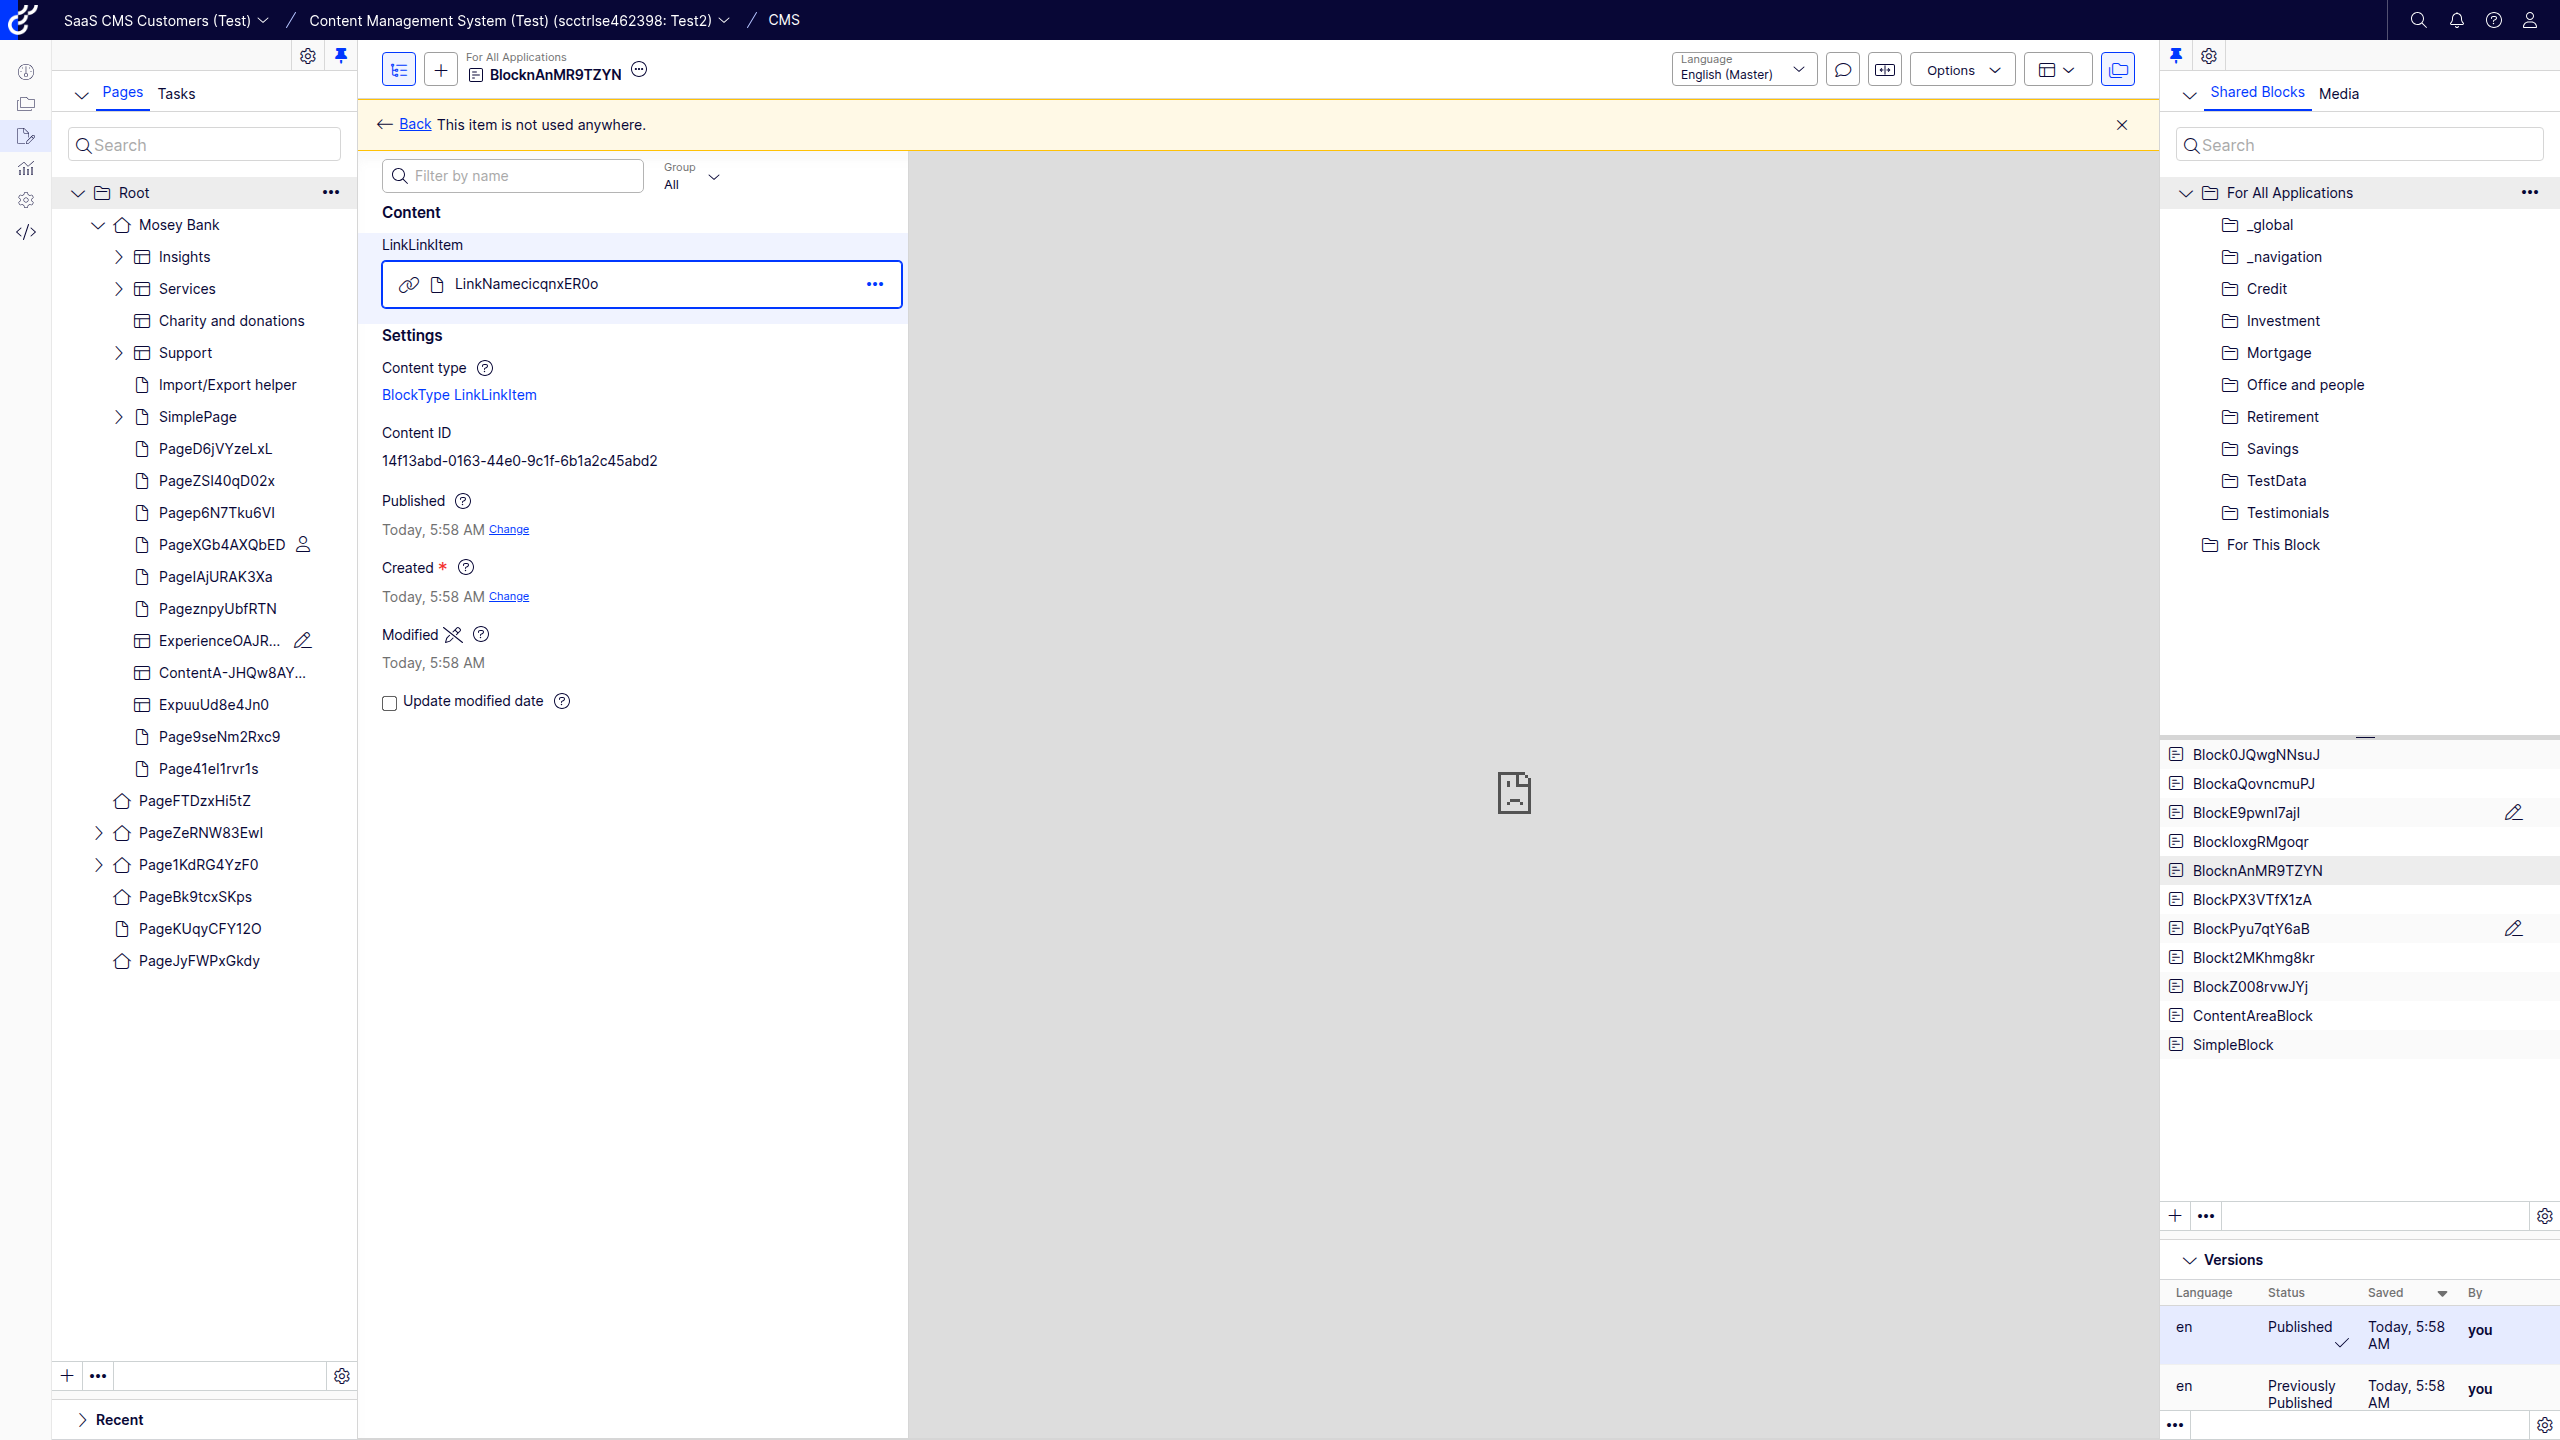 SaaS CMS Customers (Test)
Content Management System (Test) (scctrlse462398: Test2)
CMS
Pages
Tasks
Search
Root
Mosey Bank
Insights
Services
Charity and donations
Support
Import/Export helper
SimplePage
PageD6jVYzeLxL
PageZSl40qD02x
Pagep6N7Tku6Vl
PageXGb4AXQbED
PagelAjURAK3Xa
PageznpyUbfRTN
ExperienceOAJR...
ContentA-JHQw8AY...
ExpuuUd8e4Jn0
Page9seNm2Rxc9
Page41eI1rvr1s
PageFTDzxHi5tZ
PageZeRNW83Ewl
Page1KdRG4YzF0
PageBk9tcxSKps
PageKUqyCFY12O
PageJyFWPxGkdy
Recent
For All Applications
BlocknAnMR9TZYN
Language
English (Master)
Options
Back This item is not used anywhere.
Filter by name
Group
All
Content
LinkLinkItem
LinkNamecicqnxER0o
Settings
Content type
BlockType LinkLinkItem
Content ID
14f13abd-0163-44e0-9c1f-6b1a2c45abd2
Published
Today, 5:58 AM Change
Created *
Today, 5:58 AM Change
Modified
Today, 5:58 AM
Update modified date
Shared Blocks
Media
Search
For All Applications
_global
_navigation
Credit
Investment
Mortgage
Office and people
Retirement
Savings
TestData
Testimonials
For This Block
Block0JQwgNNsuJ
BlockaQovncmuPJ
BlockE9pwnl7ajl
BlockloxgRMgoqr
BlocknAnMR9TZYN
BlockPX3VTfX1zA
BlockPyu7qtY6aB
Blockt2MKhmg8kr
BlockZ008rvwJYj
ContentAreaBlock
SimpleBlock
Versions
Language Status Saved By
en Published Today, 5:58 AM you
en Previously Published Today, 5:58 AM you